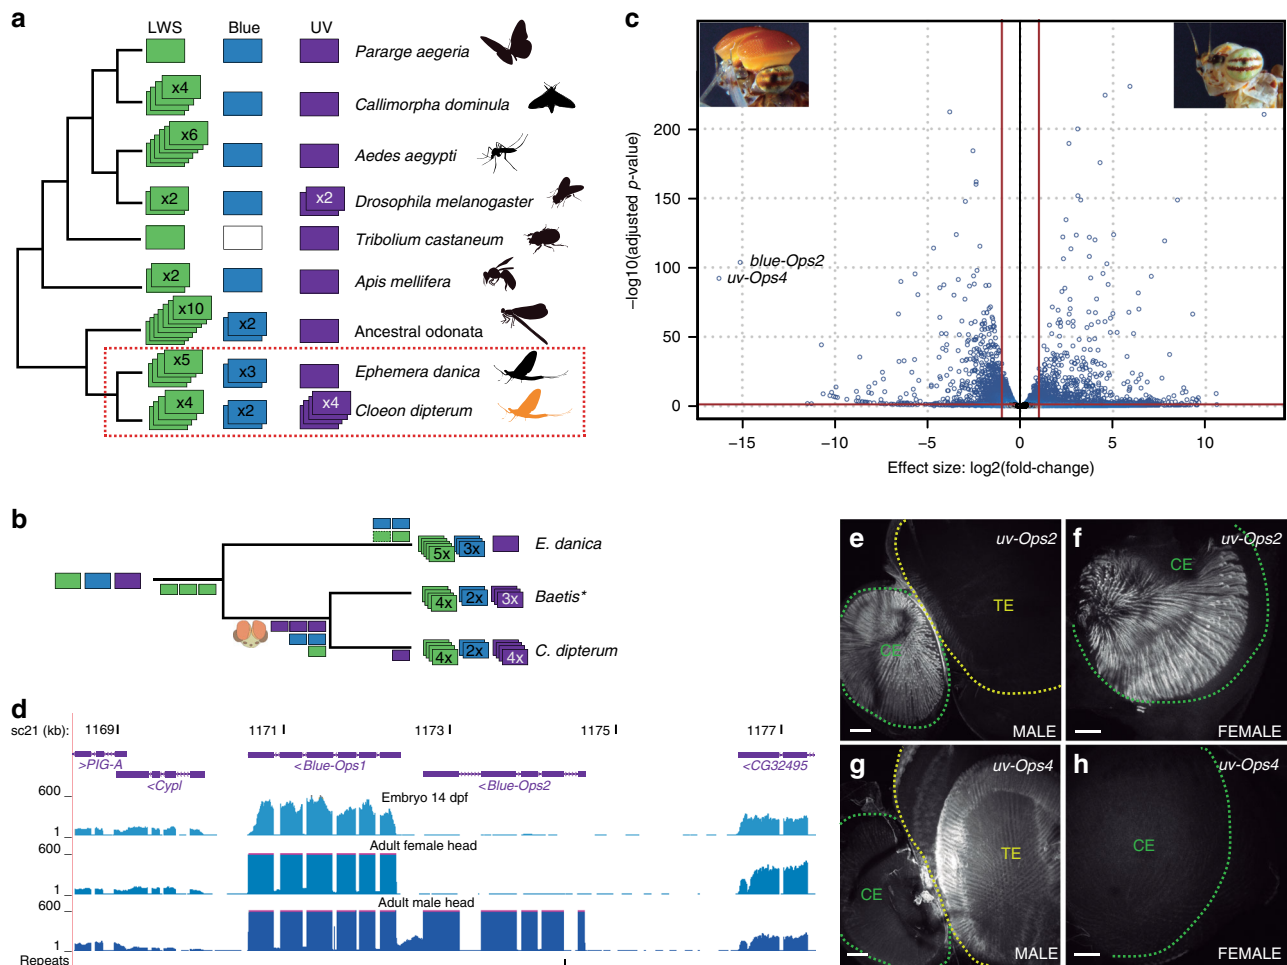 a
LWS Blue UV
Pararge aegeria
x4
Callimorpha dominula
x6
Aedes aegypti
x2 x2
Drosophila melanogaster
Tribolium castaneum
x2
Apis mellifera
x10
x2
Ancestral odonata
x5
x3
Ephemera danica
x4
x2
x4
Cloeon dipterum
b
5x 3x
E. danica
4x 2x 3x
Baetis*
4x 2x 4x
C. dipterum
c
−log10(adjusted p-value)
200
150
100
50
0
blue-Ops2
uv-Ops4
−15 −10 −5 0 5 10
Effect size: log2(fold-change)
d
sc21 (kb): 1169 1171 1173 1175 1177
>PIG-A
<Cypl
<Blue-Ops1
<Blue-Ops2
<CG32495
600
Embryo 14 dpf
1
600
Adult female head
1
600
Adult male head
1
Repeats
e
uv-Ops2
TE
CE
MALE
f
uv-Ops2
CE
FEMALE
g
uv-Ops4
TE
CE
MALE
h
uv-Ops4
CE
FEMALE